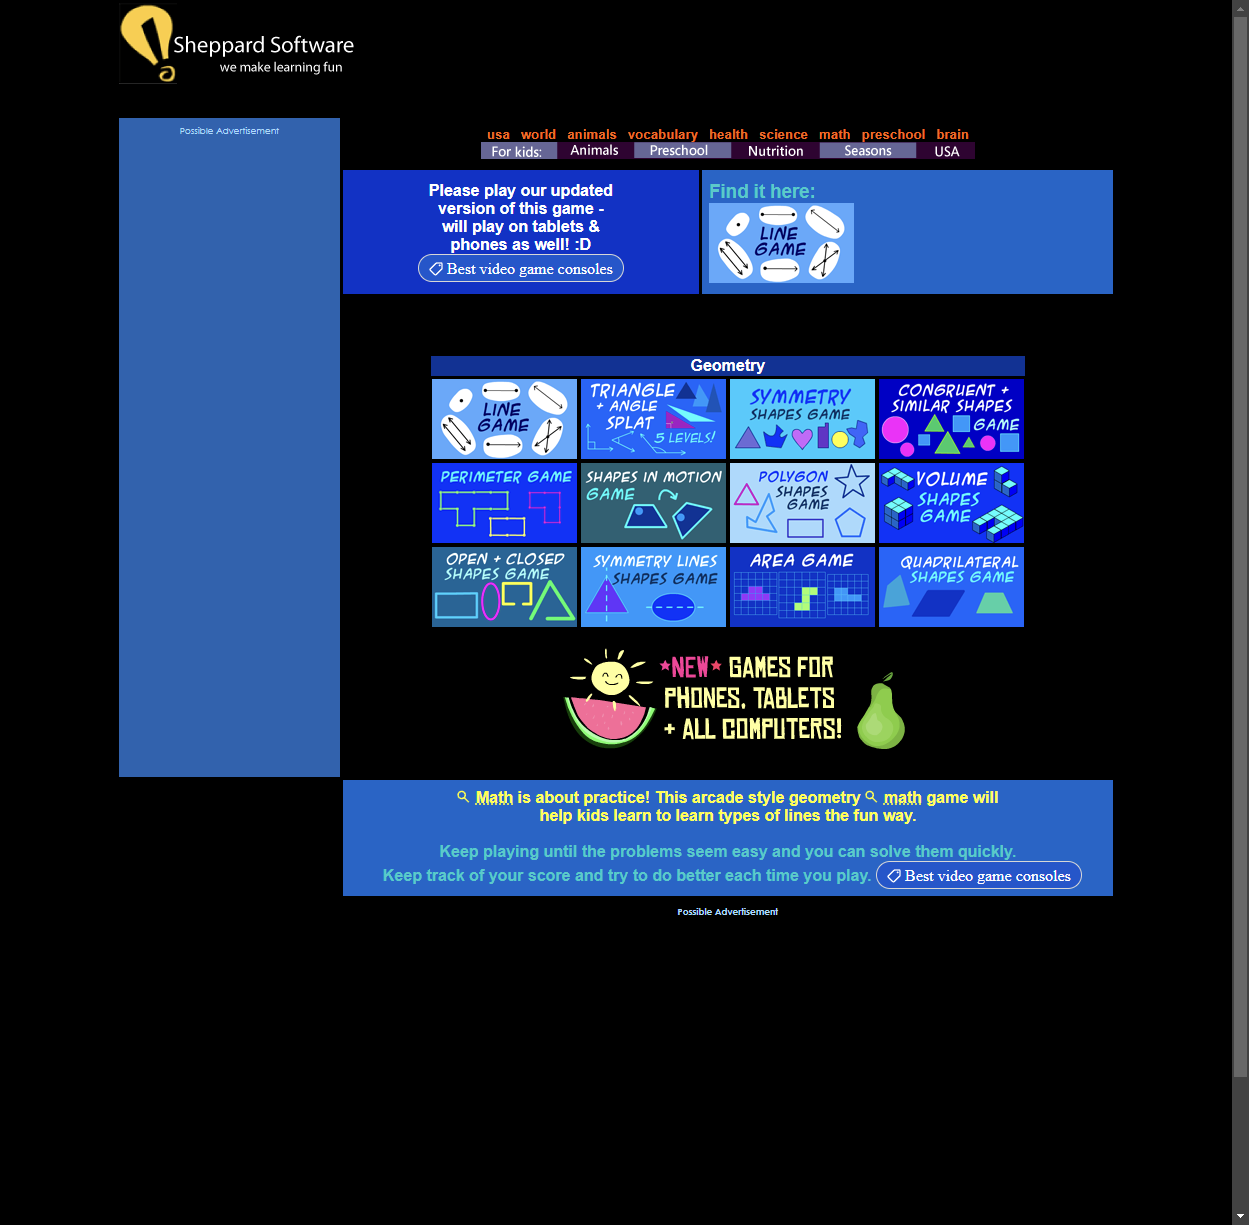 Sheppard Software
we make learning fun
Possible Advertisement
usa world animals vocabulary health science math preschool brain
For kids: Animals Preschool Nutrition Seasons USA
Please play our updated
version of this game -
will play on tablets &
phones as well! :D
Best video game consoles
Find it here:
LINE
GAME
Geometry
LINE
GAME
TRIANGLE
+ ANGLE
SPLAT
5 LEVELS!
SYMMETRY
SHAPES GAME
CONGRUENT +
SIMILAR SHAPES
GAME
PERIMETER GAME
SHAPES IN MOTION
GAME
POLYGON
SHAPES
GAME
VOLUME
SHAPES
GAME
OPEN + CLOSED
SHAPES GAME
SYMMETRY LINES
SHAPES GAME
AREA GAME
QUADRILATERAL
SHAPES GAME
*NEW* GAMES FOR
PHONES, TABLETS
+ ALL COMPUTERS!
Math is about practice! This arcade style geometry math game will
help kids learn to learn types of lines the fun way.
Keep playing until the problems seem easy and you can solve them quickly.
Keep track of your score and try to do better each time you play. Best video game consoles
Possible Advertisement